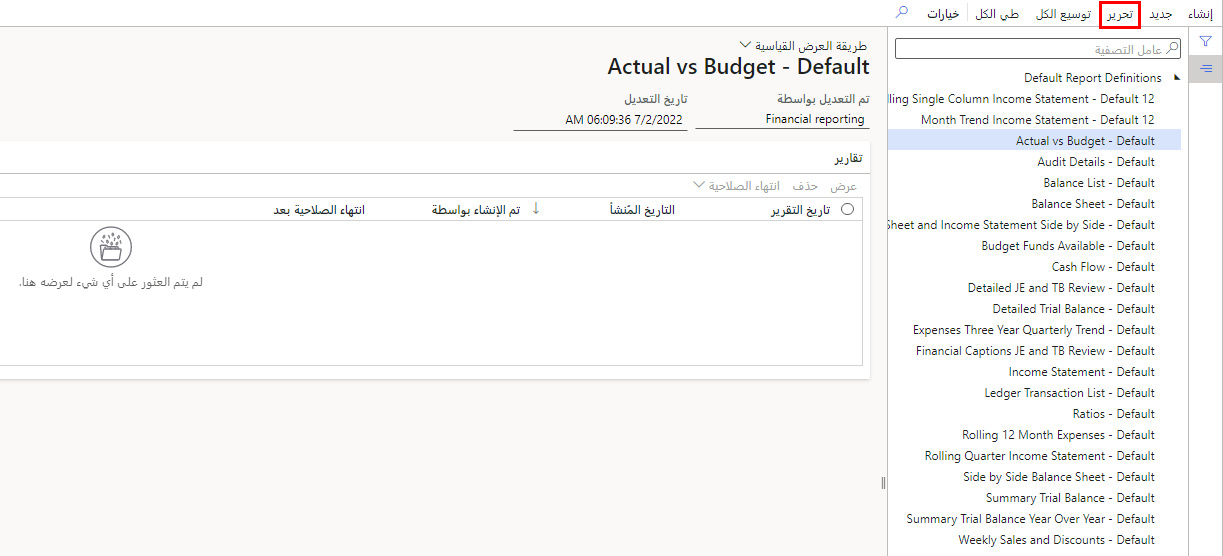 إنشاء جديد تحرير توسيع الكل طي الكل خيارات
عامل التصفية
Default Report Definitions
lling Single Column Income Statement - Default 12
Month Trend Income Statement - Default 12
Actual vs Budget - Default
Audit Details - Default
Balance List - Default
Balance Sheet - Default
Sheet and Income Statement Side by Side - Default
Budget Funds Available - Default
Cash Flow - Default
Detailed JE and TB Review - Default
Detailed Trial Balance - Default
Expenses Three Year Quarterly Trend - Default
Financial Captions JE and TB Review - Default
Income Statement - Default
Ledger Transaction List - Default
Ratios - Default
Rolling 12 Month Expenses - Default
Rolling Quarter Income Statement - Default
Side by Side Balance Sheet - Default
Summary Trial Balance - Default
Summary Trial Balance Year Over Year - Default
Weekly Sales and Discounts - Default
طريقة العرض القياسية
Actual vs Budget - Default
تم التعديل بواسطة تاريخ التعديل
Financial reporting AM 06:09:36 7/2/2022
تقارير
عرض حذف انتهاء الصلاحية
تاريخ التقرير التاريخ المُنشأ تم الإنشاء بواسطة انتهاء الصلاحية بعد
لم يتم العثور على أي شيء لعرضه هنا.